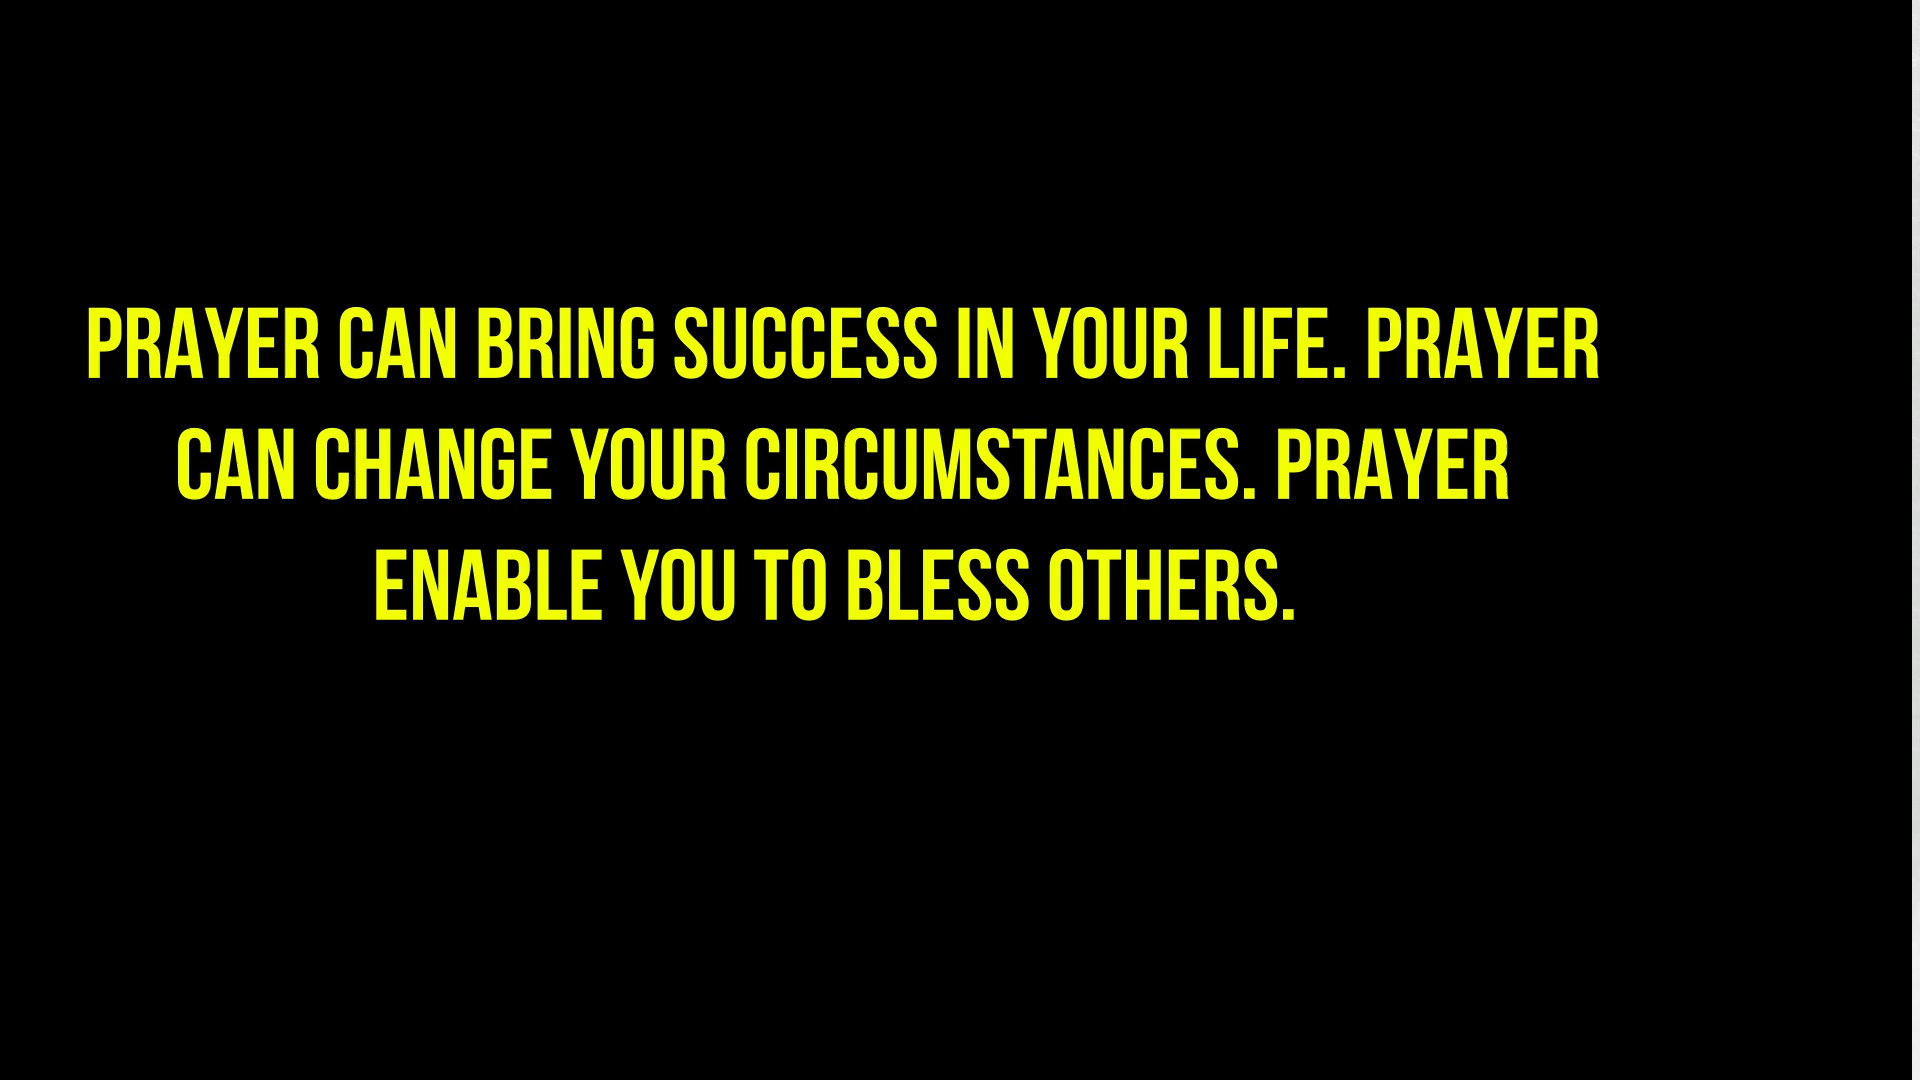 PRAYER CAN BRING SUCCESS IN YOUR LIFE. PRAYER
CAN CHANGE YOUR CIRCUMSTANCES. PRAYER
ENABLE YOU TO BLESS OTHERS.